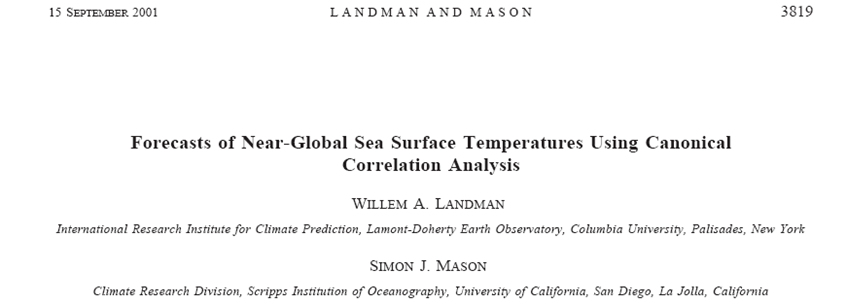 15 SEPTEMBER 2001 LANDMAN AND MASON 3819
Forecasts of Near-Global Sea Surface Temperatures Using Canonical
Correlation Analysis
WILLEM A. LANDMAN
International Research Institute for Climate Prediction, Lamont-Doherty Earth Observatory, Columbia University, Palisades, New York
SIMON J. MASON
Climate Research Division, Scripps Institution of Oceanography, University of California, San Diego, La Jolla, California